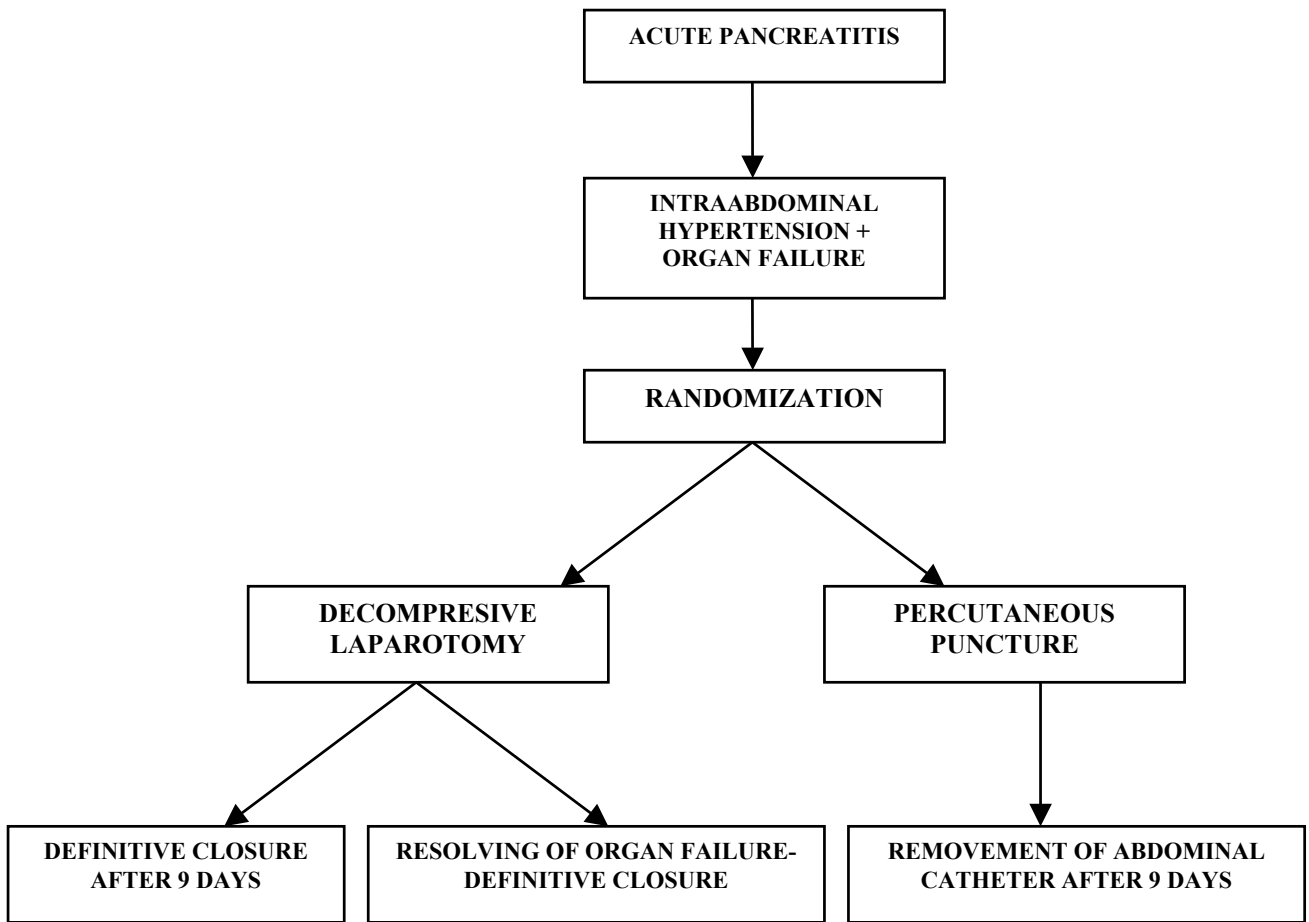 ACUTE PANCREATITIS
INTRAABDOMINAL
HYPERTENSION +
ORGAN FAILURE
RANDOMIZATION
DECOMPRESIVE
LAPAROTOMY
PERCUTANEOUS
PUNCTURE
DEFINITIVE CLOSURE
AFTER 9 DAYS
RESOLVING OF ORGAN FAILURE-
DEFINITIVE CLOSURE
REMOVEMENT OF ABDOMINAL
CATHETER AFTER 9 DAYS